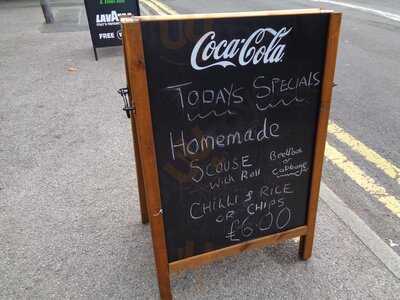 LAVAZZA
FREE
Coca-Cola
TODAYS SPECIALS
Homemade
SCOUSE
with Roll
Beetroot
or
Cabbage
CHILLI & RICE
OR CHIPS
£6.00